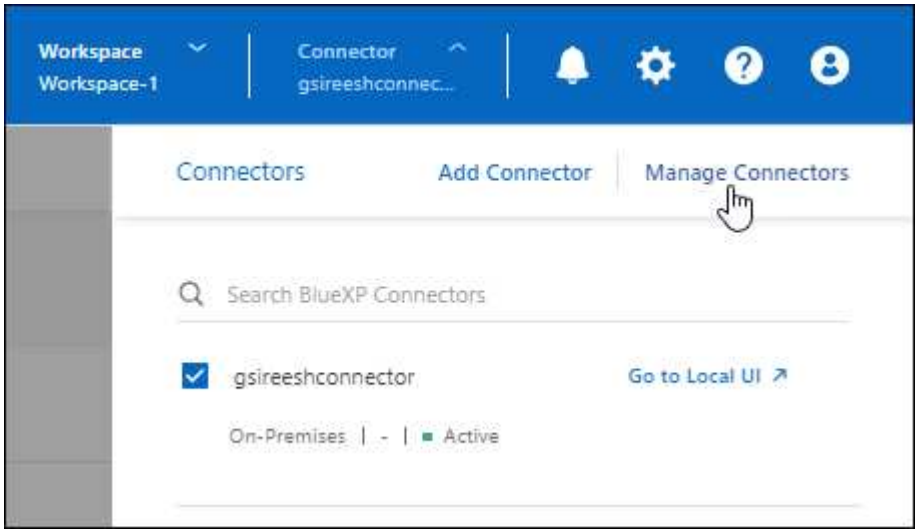 Workspace
Workspace-1
Connector
gsireeshconnec...
Connectors
Add Connector
Manage Connectors
Search BlueXP Connectors
gsireeshconnector
Go to Local UI
On-Premises | - | Active